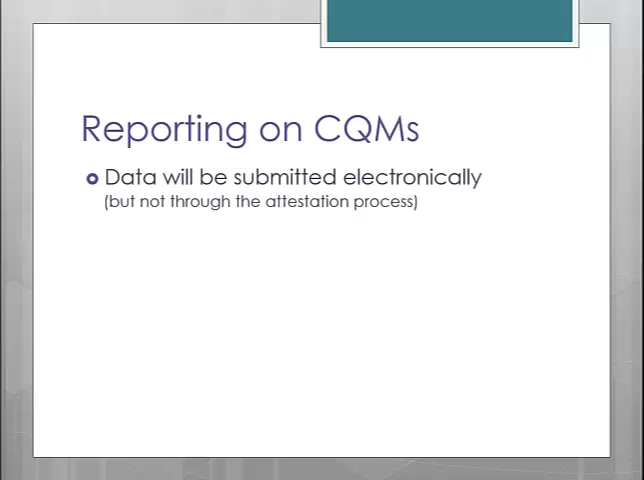 Reporting on CQMs
Data will be submitted electronically
(but not through the attestation process)